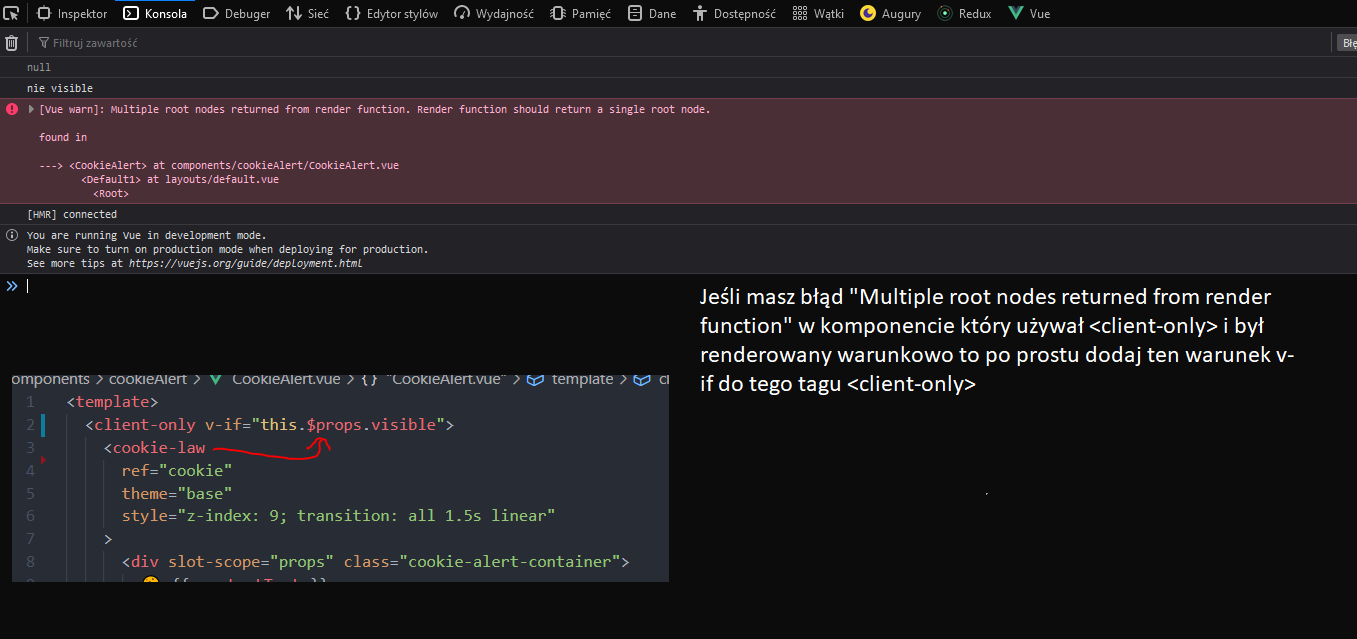 Inspektor Konsola Debuger Sieć Edytor stylów Wydajność Pamięć Dane Dostępność Wątki Augury Redux Vue
Filtruj zawartość
null
nie visible
[Vue warn]: Multiple root nodes returned from render function. Render function should return a single root node.
found in
---> <CookieAlert> at components/cookieAlert/CookieAlert.vue
<Default1> at layouts/default.vue
<Root>
[HMR] connected
You are running Vue in development mode.
Make sure to turn on production mode when deploying for production.
See more tips at https://vuejs.org/guide/deployment.html
»
Jeśli masz błąd "Multiple root nodes returned from render
function" w komponencie który używał <client-only> i był
renderowany warunkowo to po prostu dodaj ten warunek v-
if do tego tagu <client-only>
omponents > cookieAlert > CookieAlert.vue > {} "CookieAlert.vue" > template >
1 <template>
2 <client-only v-if="this.$props.visible">
3 <cookie-law
4 ref="cookie"
5 theme="base"
6 style="z-index: 9; transition: all 1.5s linear"
7 >
8 <div slot-scope="props" class="cookie-alert-container">